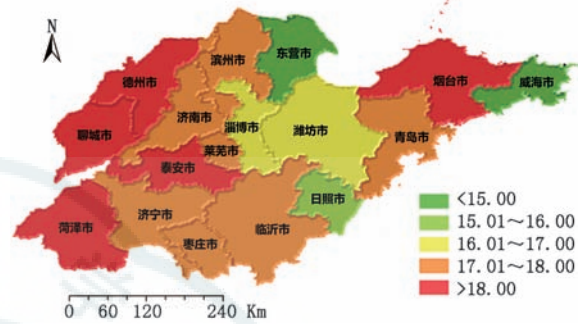 N
滨州市
东营市
德州市
烟台市
威海市
济南市
淄博市
潍坊市
聊城市
莱芜市
青岛市
泰安市
日照市
菏泽市
济宁市
临沂市
枣庄市
<15.00
15.01～16.00
16.01～17.00
17.01～18.00
>18.00
0 60 120 240 Km